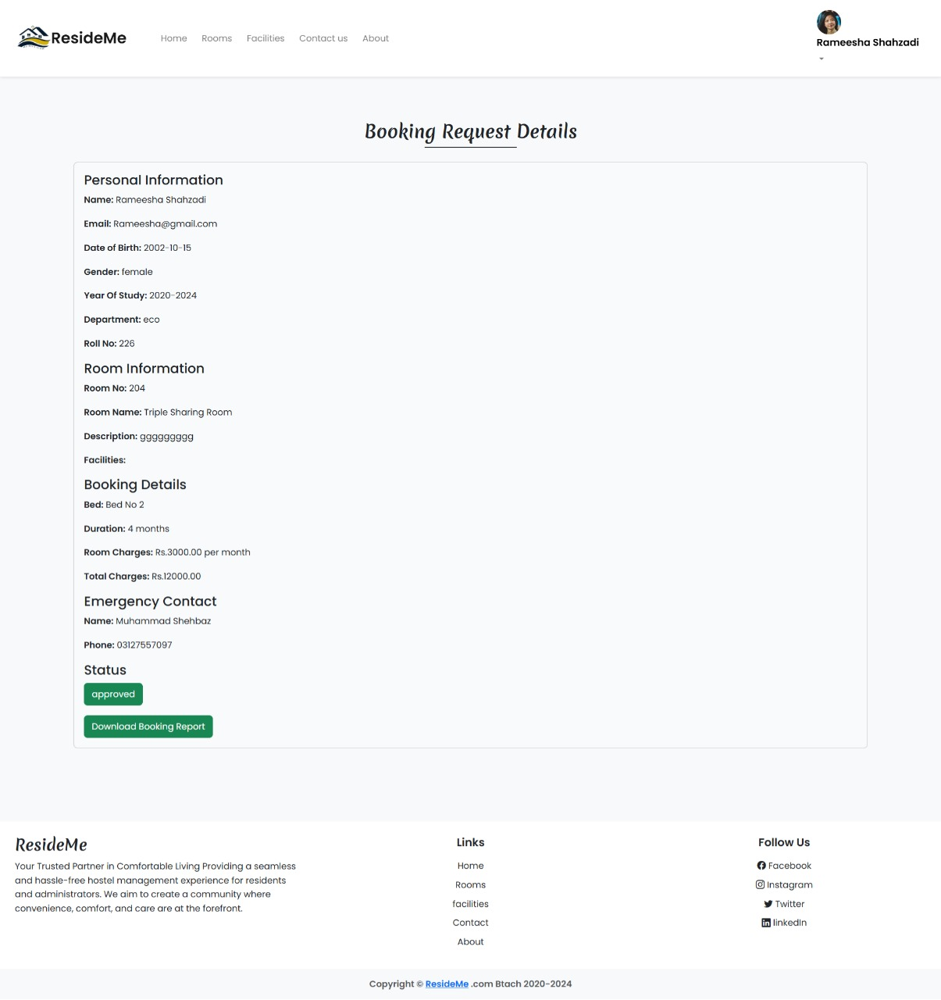 ResideMe
Home Rooms Facilities Contact us About
Rameesha Shahzadi
Booking Request Details
Personal Information
Name: Rameesha Shahzadi
Email: Rameesha@gmail.com
Date of Birth: 2002-10-15
Gender: female
Year Of Study: 2020-2024
Department: eco
Roll No: 226
Room Information
Room No: 204
Room Name: Triple Sharing Room
Description: ggggggggg
Facilities:
Booking Details
Bed: Bed No 2
Duration: 4 months
Room Charges: Rs.3000.00 per month
Total Charges: Rs.12000.00
Emergency Contact
Name: Muhammad Shehbaz
Phone: 03127557097
Status
approved
Download Booking Report
ResideMe
Your Trusted Partner in Comfortable Living Providing a seamless
and hassle-free hostel management experience for residents
and administrators. We aim to create a community where
convenience, comfort, and care are at the forefront.
Links
Home
Rooms
facilities
Contact
About
Follow Us
Facebook
Instagram
Twitter
linkedIn
Copyright © ResideMe .com Btach 2020-2024